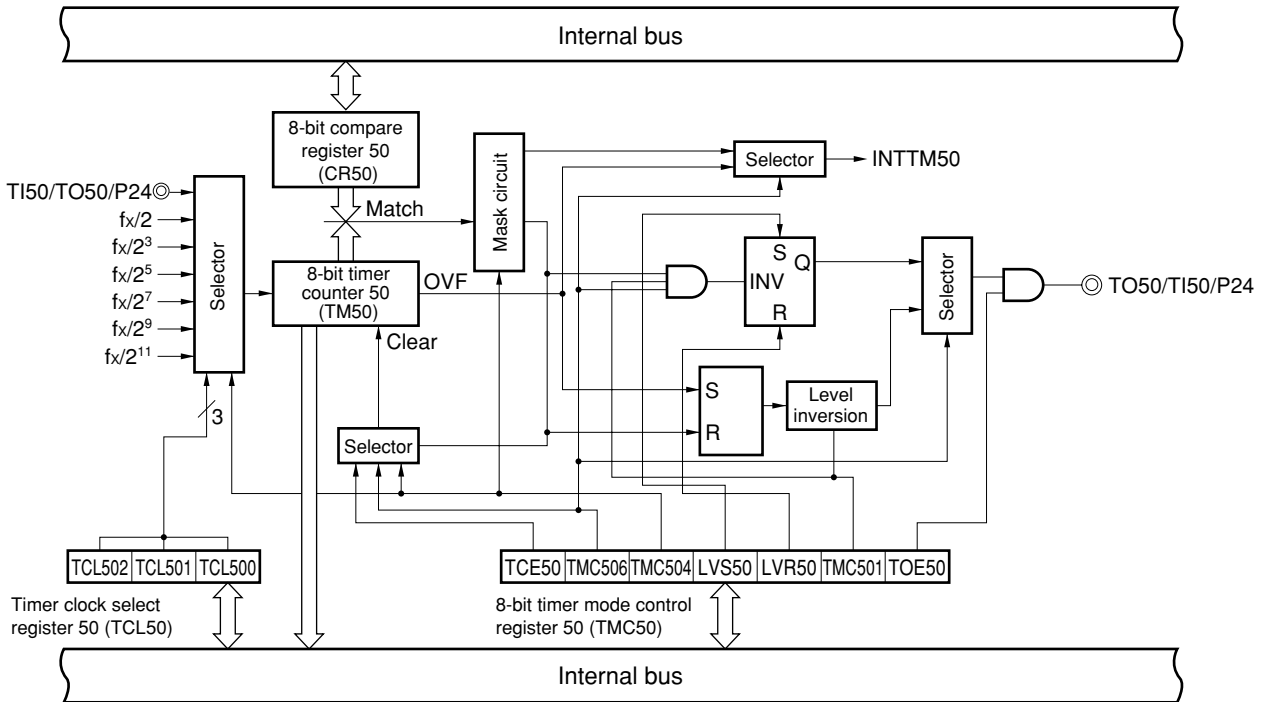 Internal bus
8-bit compare
register 50
(CR50)
Match
Mask circuit
Selector
INTTM50
TI50/TO50/P24
fx/2
fx/2³
fx/2⁵
fx/2⁷
fx/2⁹
fx/2¹¹
Selector
8-bit timer
counter 50
(TM50)
OVF
Clear
S
Q
INV
R
Selector
TO50/TI50/P24
3
Selector
S
R
Level
inversion
TCL502 TCL501 TCL500
Timer clock select
register 50 (TCL50)
TCE50 TMC506 TMC504 LVS50 LVR50 TMC501 TOE50
8-bit timer mode control
register 50 (TMC50)
Internal bus